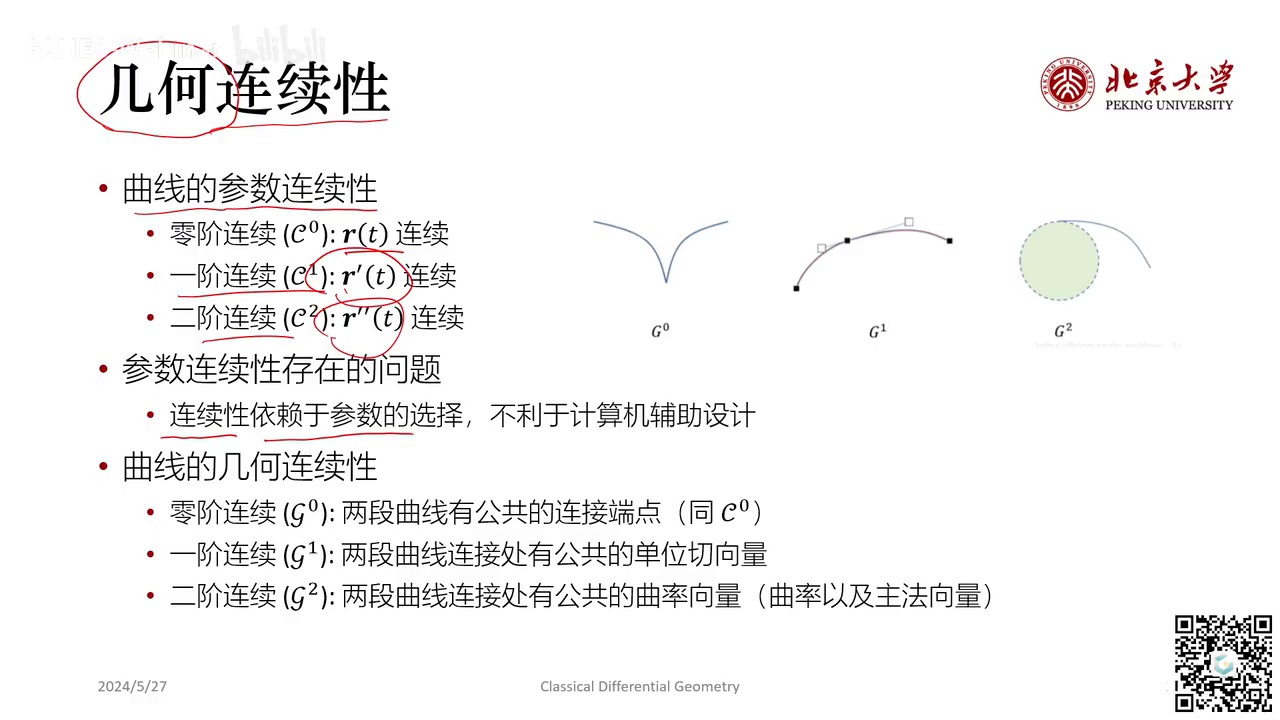 几何连续性
北京大学
PEKING UNIVERSITY
PEKING UNIVERSITY
1898
• 曲线的参数连续性
• 零阶连续 (𝒞⁰): 𝒓(𝑡) 连续
• 一阶连续 (𝒞¹): 𝒓′(𝑡) 连续
• 二阶连续 (𝒞²): 𝒓′′(𝑡) 连续
𝐺⁰
𝐺¹
𝐺²
• 参数连续性存在的问题
• 连续性依赖于参数的选择，不利于计算机辅助设计
• 曲线的几何连续性
• 零阶连续 (𝒢⁰): 两段曲线有公共的连接端点（同 𝒞⁰）
• 一阶连续 (𝒢¹): 两段曲线连接处有公共的单位切向量
• 二阶连续 (𝒢²): 两段曲线连接处有公共的曲率向量（曲率以及主法向量）
2024/5/27
Classical Differential Geometry
bilibili